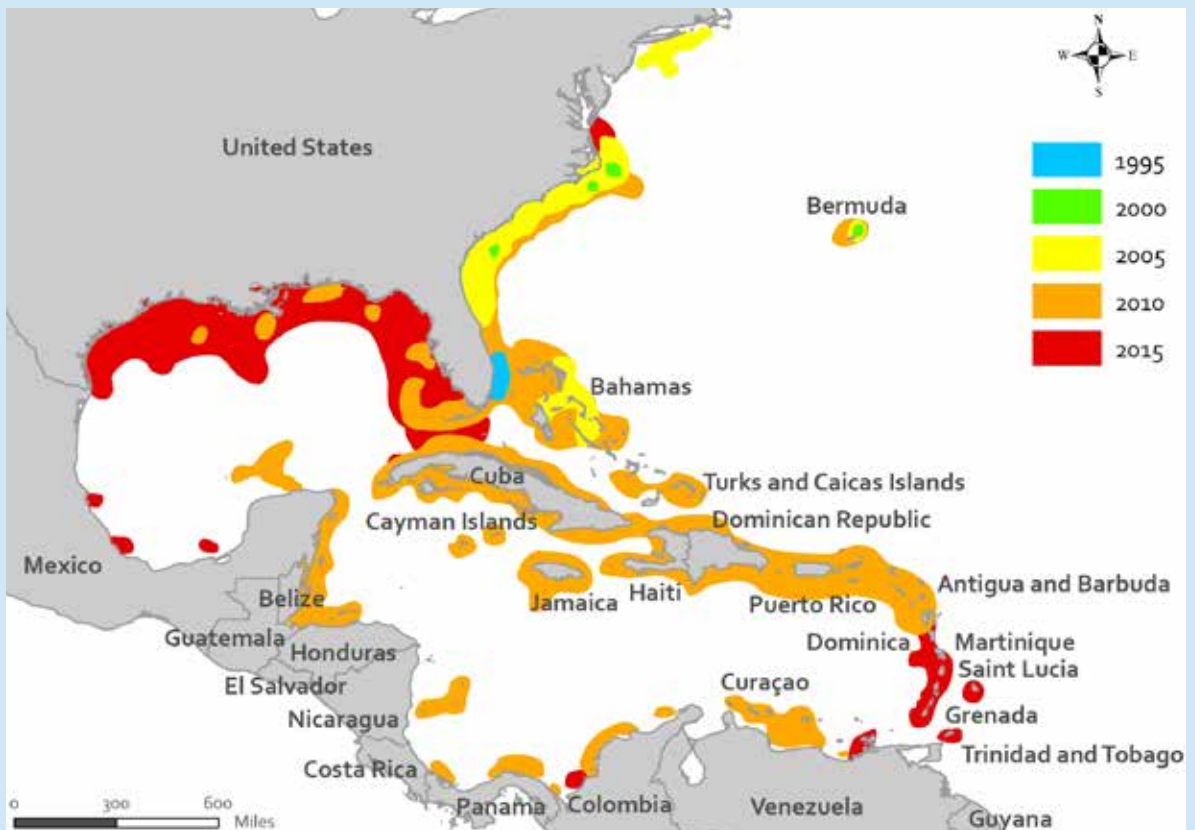 N
W E
S
United States
1995
2000
Bermuda
2005
2010
2015
Bahamas
Cuba
Turks and Caicas Islands
Cayman Islands
Dominican Republic
Mexico
Belize
Jamaica
Haiti
Puerto Rico
Antigua and Barbuda
Guatemala
Honduras
Dominica
Martinique
Saint Lucia
El Salvador
Curaçao
Nicaragua
Grenada
Costa Rica
Trinidad and Tobago
Panama
Colombia
Venezuela
Guyana
0 300 600
Miles